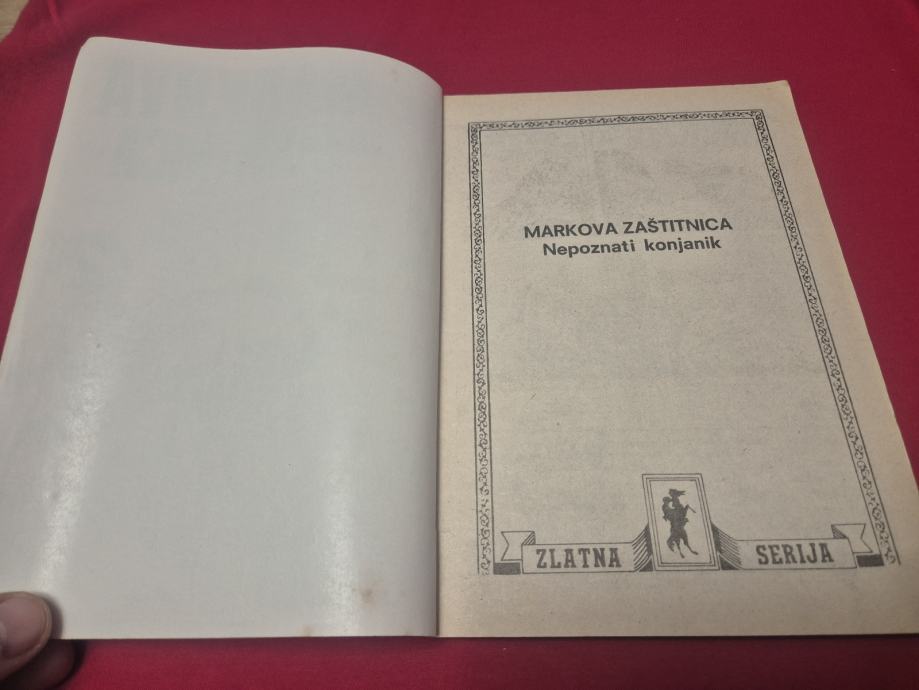 MARKOVA ZAŠTITNICA
Nepoznati konjanik
ZLATNA SERIJA